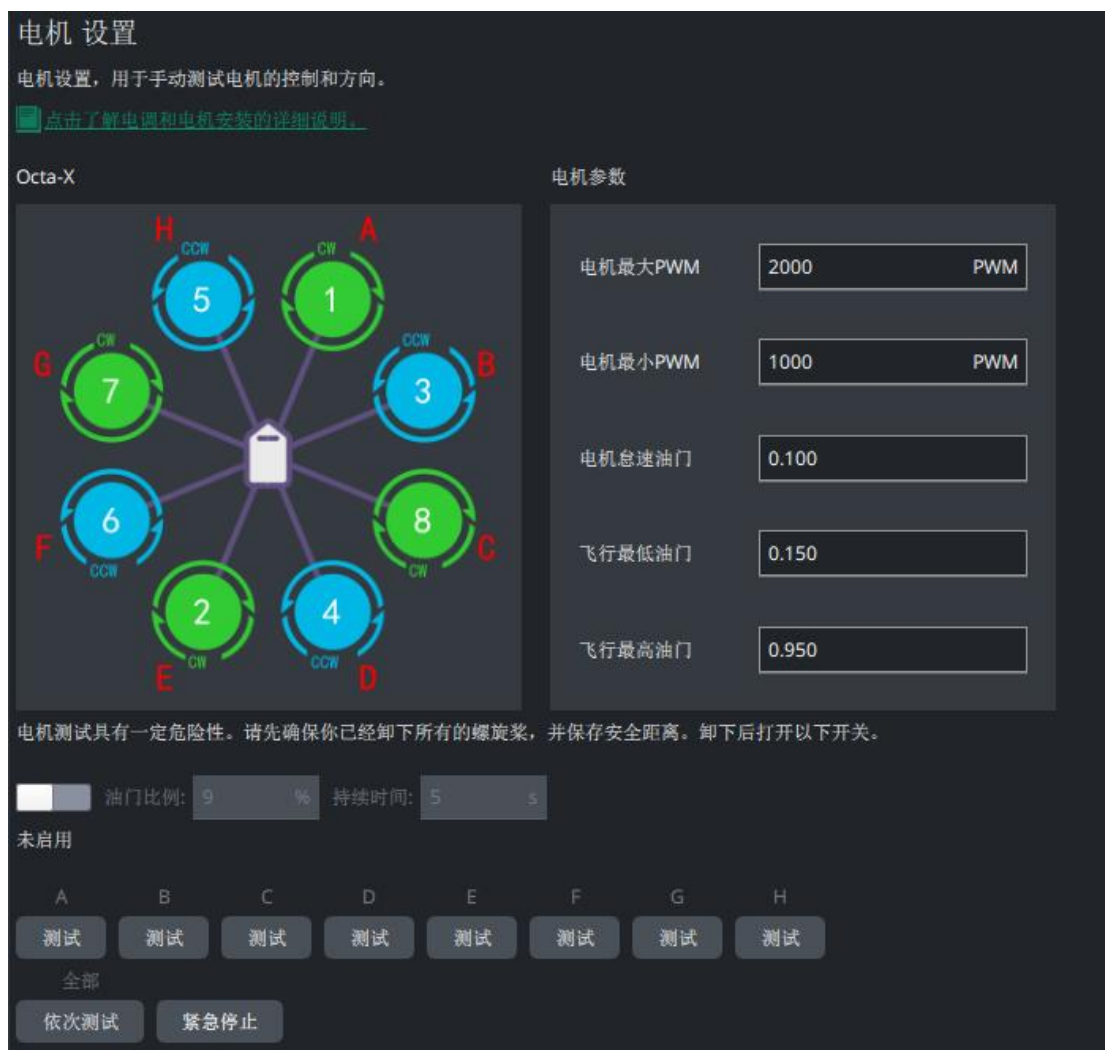 电机 设置
电机设置，用于手动测试电机的控制和方向。
点击了解电调和电机安装的详细说明。
Octa-X
电机参数
H
A
CCW
CW
5
1
CW
CCW
G
B
7
3
6
8
F
C
CCW
CW
2
4
CW
CCW
E
D
电机最大PWM 2000 PWM
电机最小PWM 1000 PWM
电机怠速油门 0.100
飞行最低油门 0.150
飞行最高油门 0.950
电机测试具有一定危险性。请先确保你已经卸下所有的螺旋桨，并保存安全距离。卸下后打开以下开关。
油门比例: 9 % 持续时间: 5 s
未启用
A B C D E F G H
测试 测试 测试 测试 测试 测试 测试 测试
全部
依次测试 紧急停止